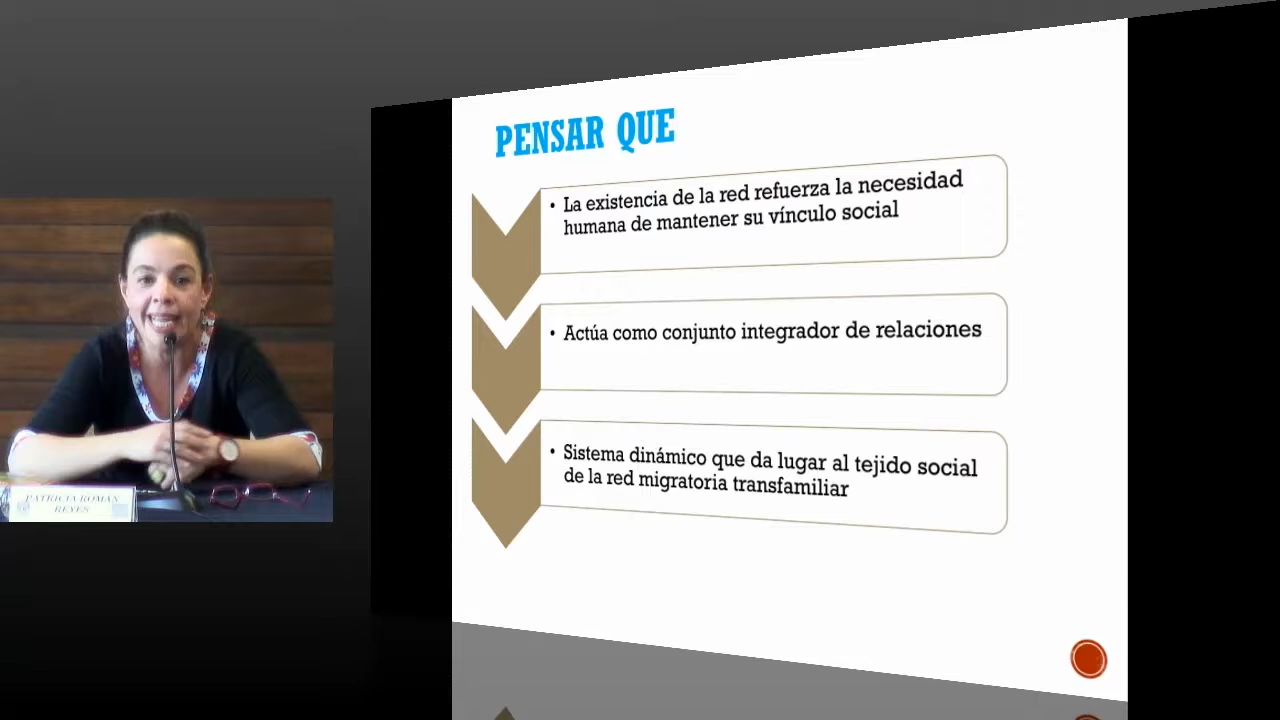 PENSAR QUE
• La existencia de la red refuerza la necesidad
humana de mantener su vínculo social
• Actúa como conjunto integrador de relaciones
• Sistema dinámico que da lugar al tejido social
de la red migratoria transfamiliar
PATRICIA ROMÁN
REYES